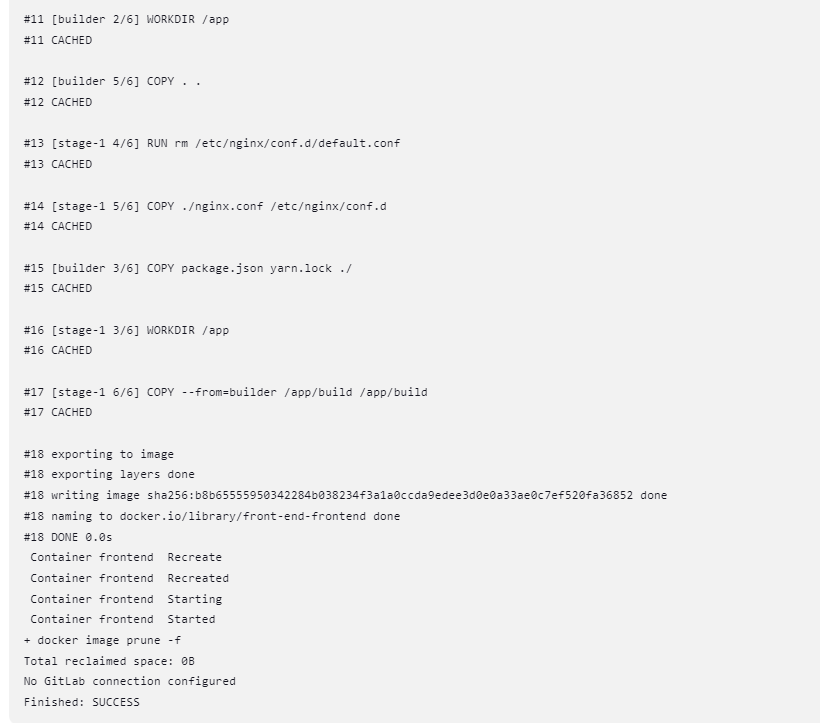 #11 [builder 2/6] WORKDIR /app
#11 CACHED
#12 [builder 5/6] COPY . .
#12 CACHED
#13 [stage-1 4/6] RUN rm /etc/nginx/conf.d/default.conf
#13 CACHED
#14 [stage-1 5/6] COPY ./nginx.conf /etc/nginx/conf.d
#14 CACHED
#15 [builder 3/6] COPY package.json yarn.lock ./
#15 CACHED
#16 [stage-1 3/6] WORKDIR /app
#16 CACHED
#17 [stage-1 6/6] COPY --from=builder /app/build /app/build
#17 CACHED
#18 exporting to image
#18 exporting layers done
#18 writing image sha256:b8b65555950342284b038234f3a1a0ccda9edee3d0e0a33ae0c7ef520fa36852 done
#18 naming to docker.io/library/front-end-frontend done
#18 DONE 0.0s
Container frontend  Recreate
Container frontend  Recreated
Container frontend  Starting
Container frontend  Started
+ docker image prune -f
Total reclaimed space: 0B
No GitLab connection configured
Finished: SUCCESS